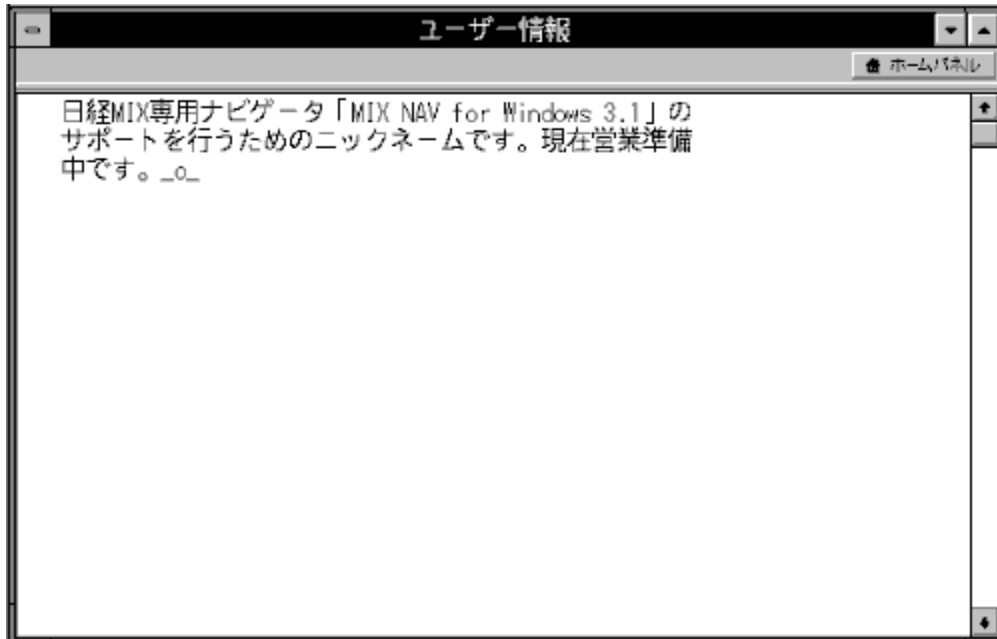 ユーザー情報
ホームパネル
日経MIX専用ナビゲータ「MIX NAV for Windows 3.1」の
サポートを行うためのニックネームです。現在営業準備
中です。_o_